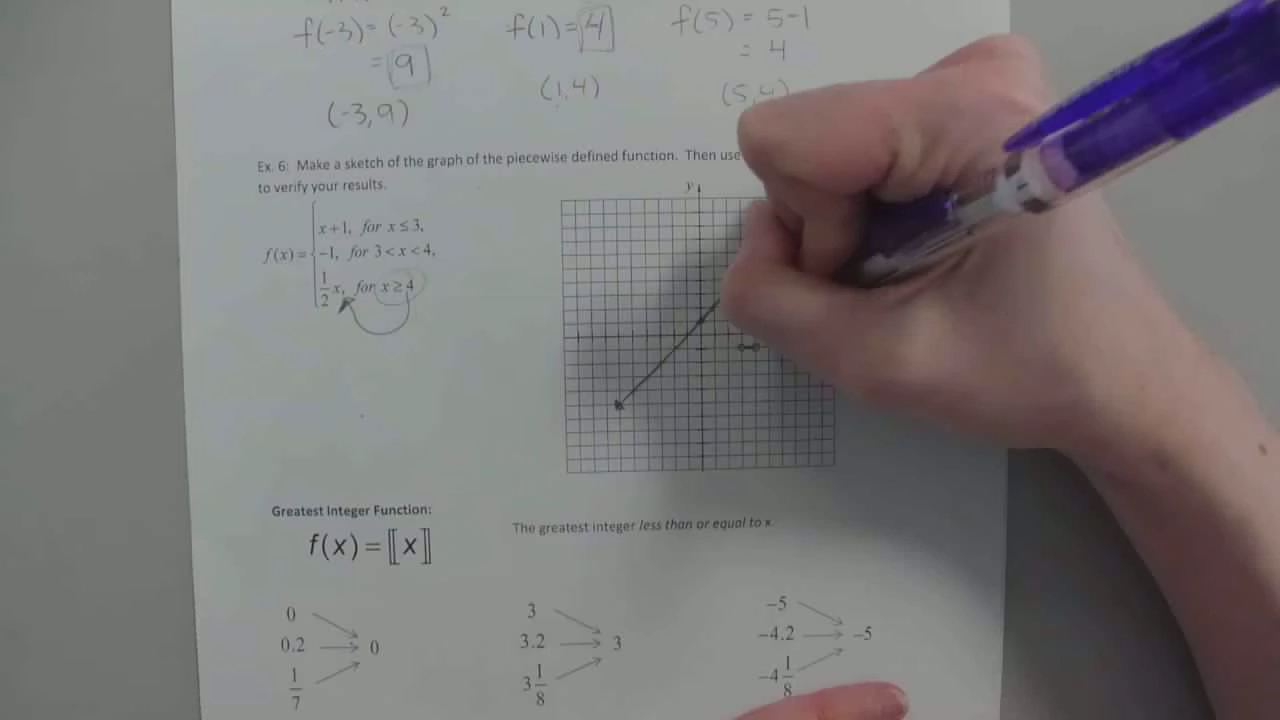 f(-3) = (-3)² f(1) = 4 f(5) = 5-1
= 9 = 4
(-3,9) (1,4) (5,4)
Ex. 6: Make a sketch of the graph of the piecewise defined function. Then use
to verify your results.
y
x+1, for x ≤ 3,
f(x) = { -1, for 3 < x < 4,
1/2 x, for x ≥ 4
Greatest Integer Function:
The greatest integer less than or equal to x.
f(x) = ⟦x⟧
0 3 -5
0.2 → 0 3.2 → 3 -4.2 → -5
1/7 3 1/8 -4 1/8